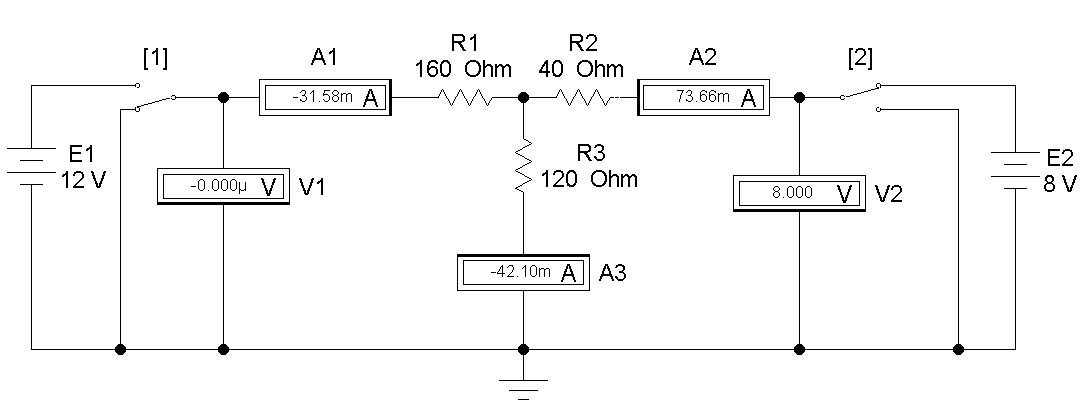 [1]
A1
R1
160 Ohm
R2
40 Ohm
A2
[2]
-31.58m A
73.66m A
E1
12 V
-0.000µ V
V1
R3
120 Ohm
8.000 V
V2
E2
8 V
-42.10m A
A3